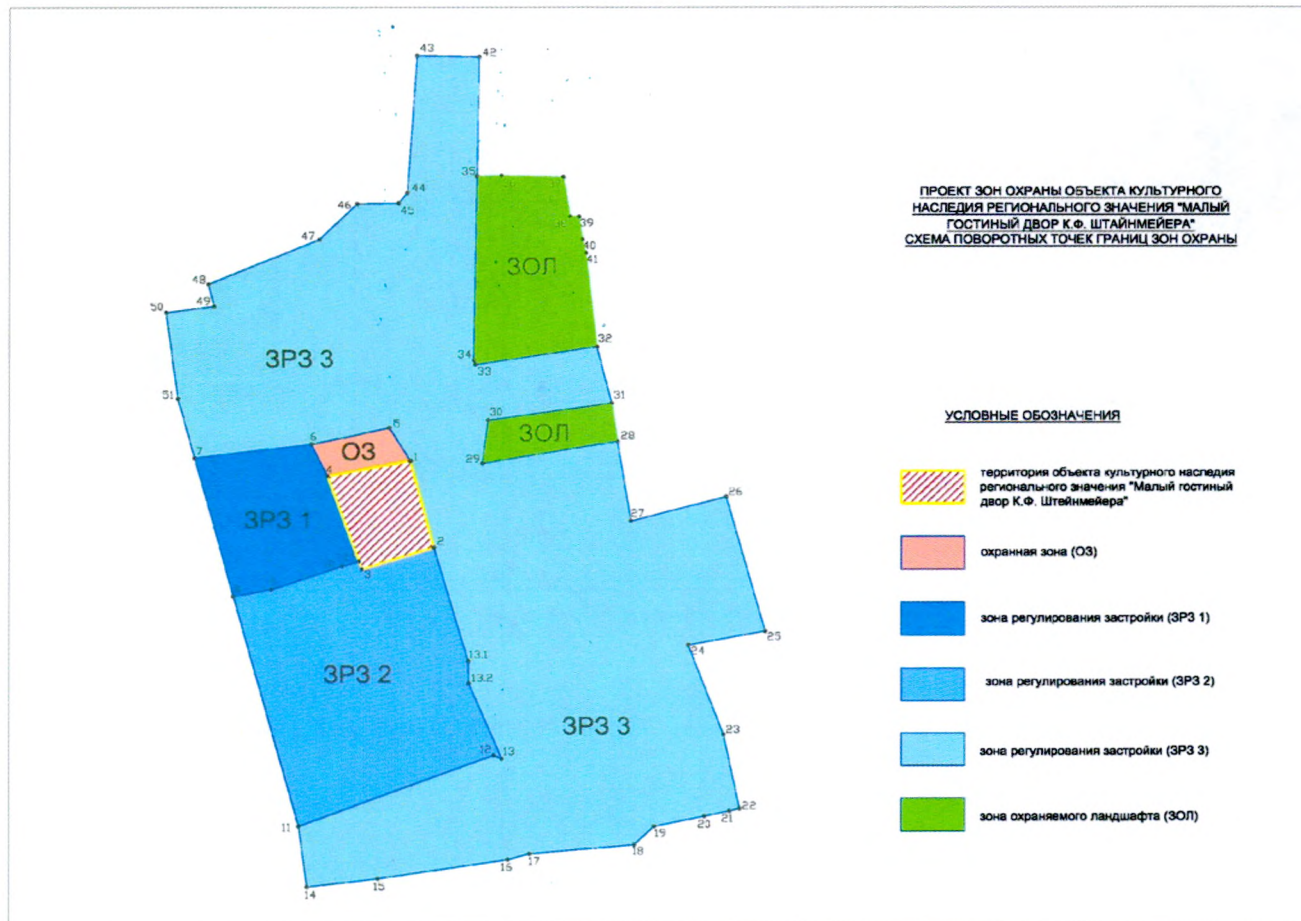 43
42
35
44
45
46
39
47
40
41
ЗОЛ
48
49
50
32
34
33
ЗРЗ 3
51
31
30
ЗОЛ
28
6
7
ОЗ
1
29
4
26
27
ЗРЗ 1
2
3
25
24
13.1
ЗРЗ 2
13.2
ЗРЗ 3
23
12
13
22
21
20
11
19
18
17
16
15
14
ПРОЕКТ ЗОН ОХРАНЫ ОБЪЕКТА КУЛЬТУРНОГО
НАСЛЕДИЯ РЕГИОНАЛЬНОГО ЗНАЧЕНИЯ "МАЛЫЙ
ГОСТИНЫЙ ДВОР К.Ф. ШТАЙНМЕЙЕРА"
СХЕМА ПОВОРОТНЫХ ТОЧЕК ГРАНИЦ ЗОН ОХРАНЫ
УСЛОВНЫЕ ОБОЗНАЧЕНИЯ
территория объекта культурного наследия
регионального значения "Малый гостиный
двор К.Ф. Штейнмейера"
охранная зона (ОЗ)
зона регулирования застройки (ЗРЗ 1)
зона регулирования застройки (ЗРЗ 2)
зона регулирования застройки (ЗРЗ 3)
зона охраняемого ландшафта (ЗОЛ)